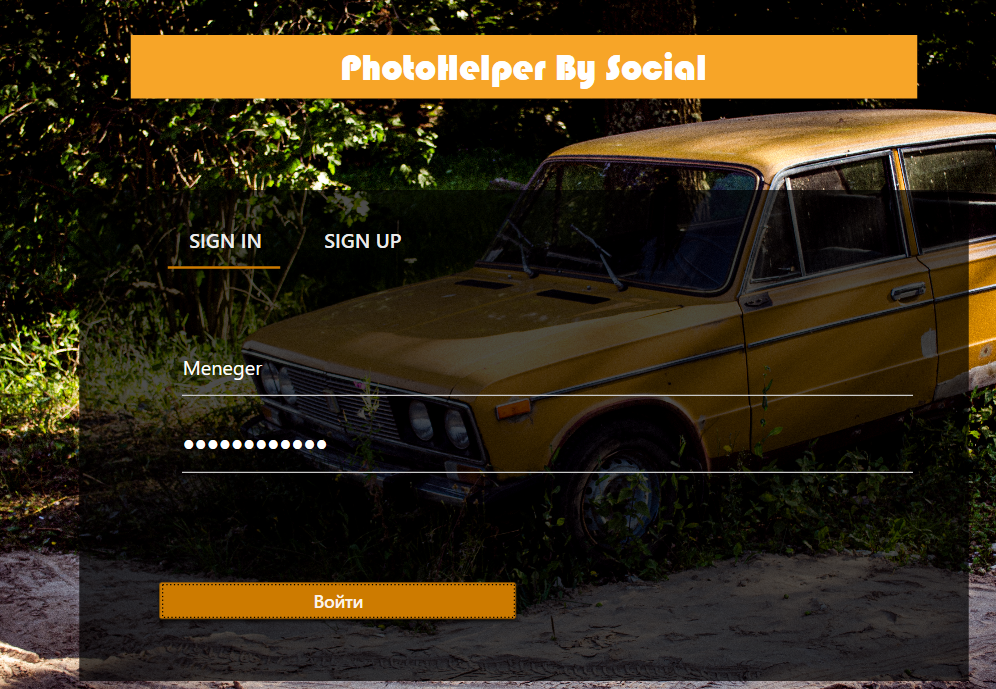 PhotoHelper By Social
SIGN IN SIGN UP
Meneger
●●●●●●●●●●●●
Войти